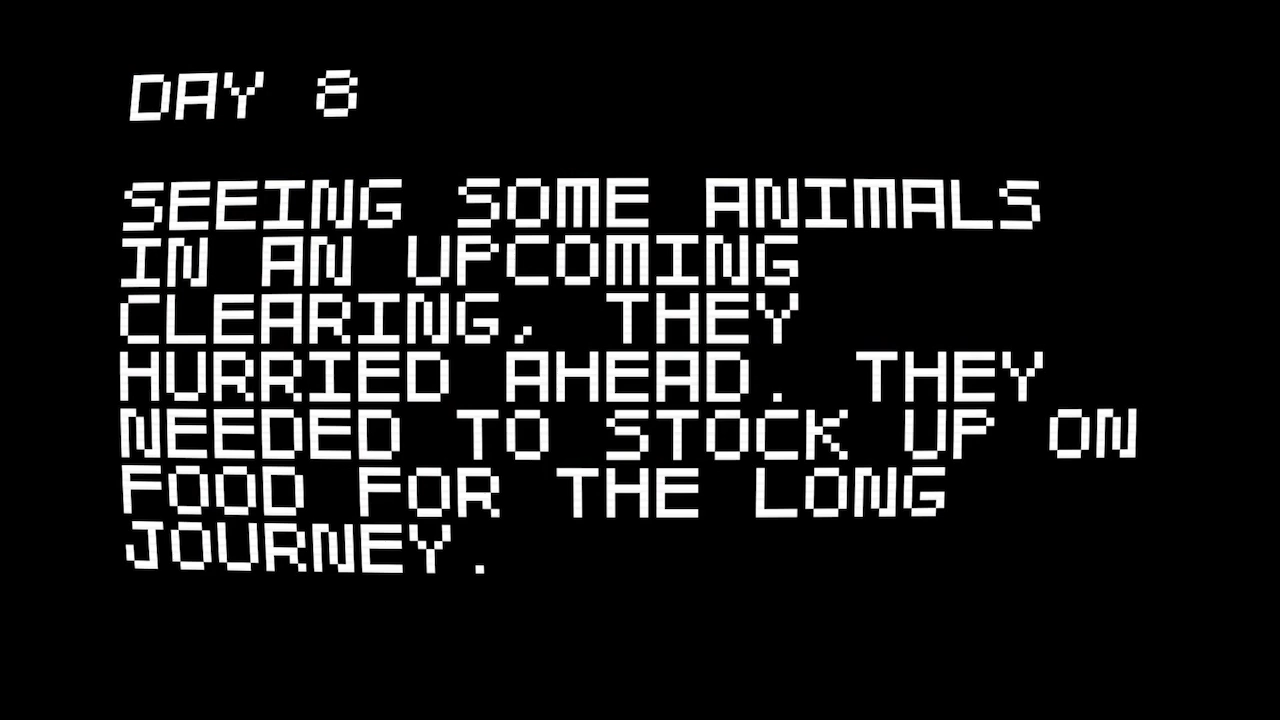 DAY 8
SEEING SOME ANIMALS
IN AN UPCOMING
CLEARING, THEY
HURRIED AHEAD. THEY
NEEDED TO STOCK UP ON
FOOD FOR THE LONG
JOURNEY.